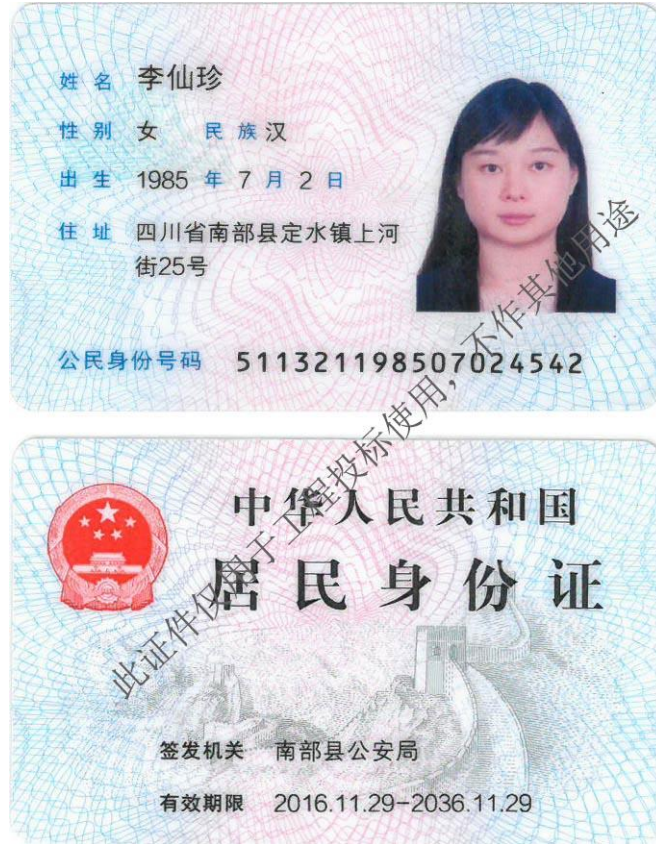 姓名 李仙珍
性别 女 民族 汉
出生 1985 年 7 月 2 日
住址 四川省南部县定水镇上河
街25号
公民身份号码 511321198507024542
此证件仅用于工程投标使用，不作其他用途
中华人民共和国
居民身份证
签发机关 南部县公安局
有效期限 2016.11.29-2036.11.29